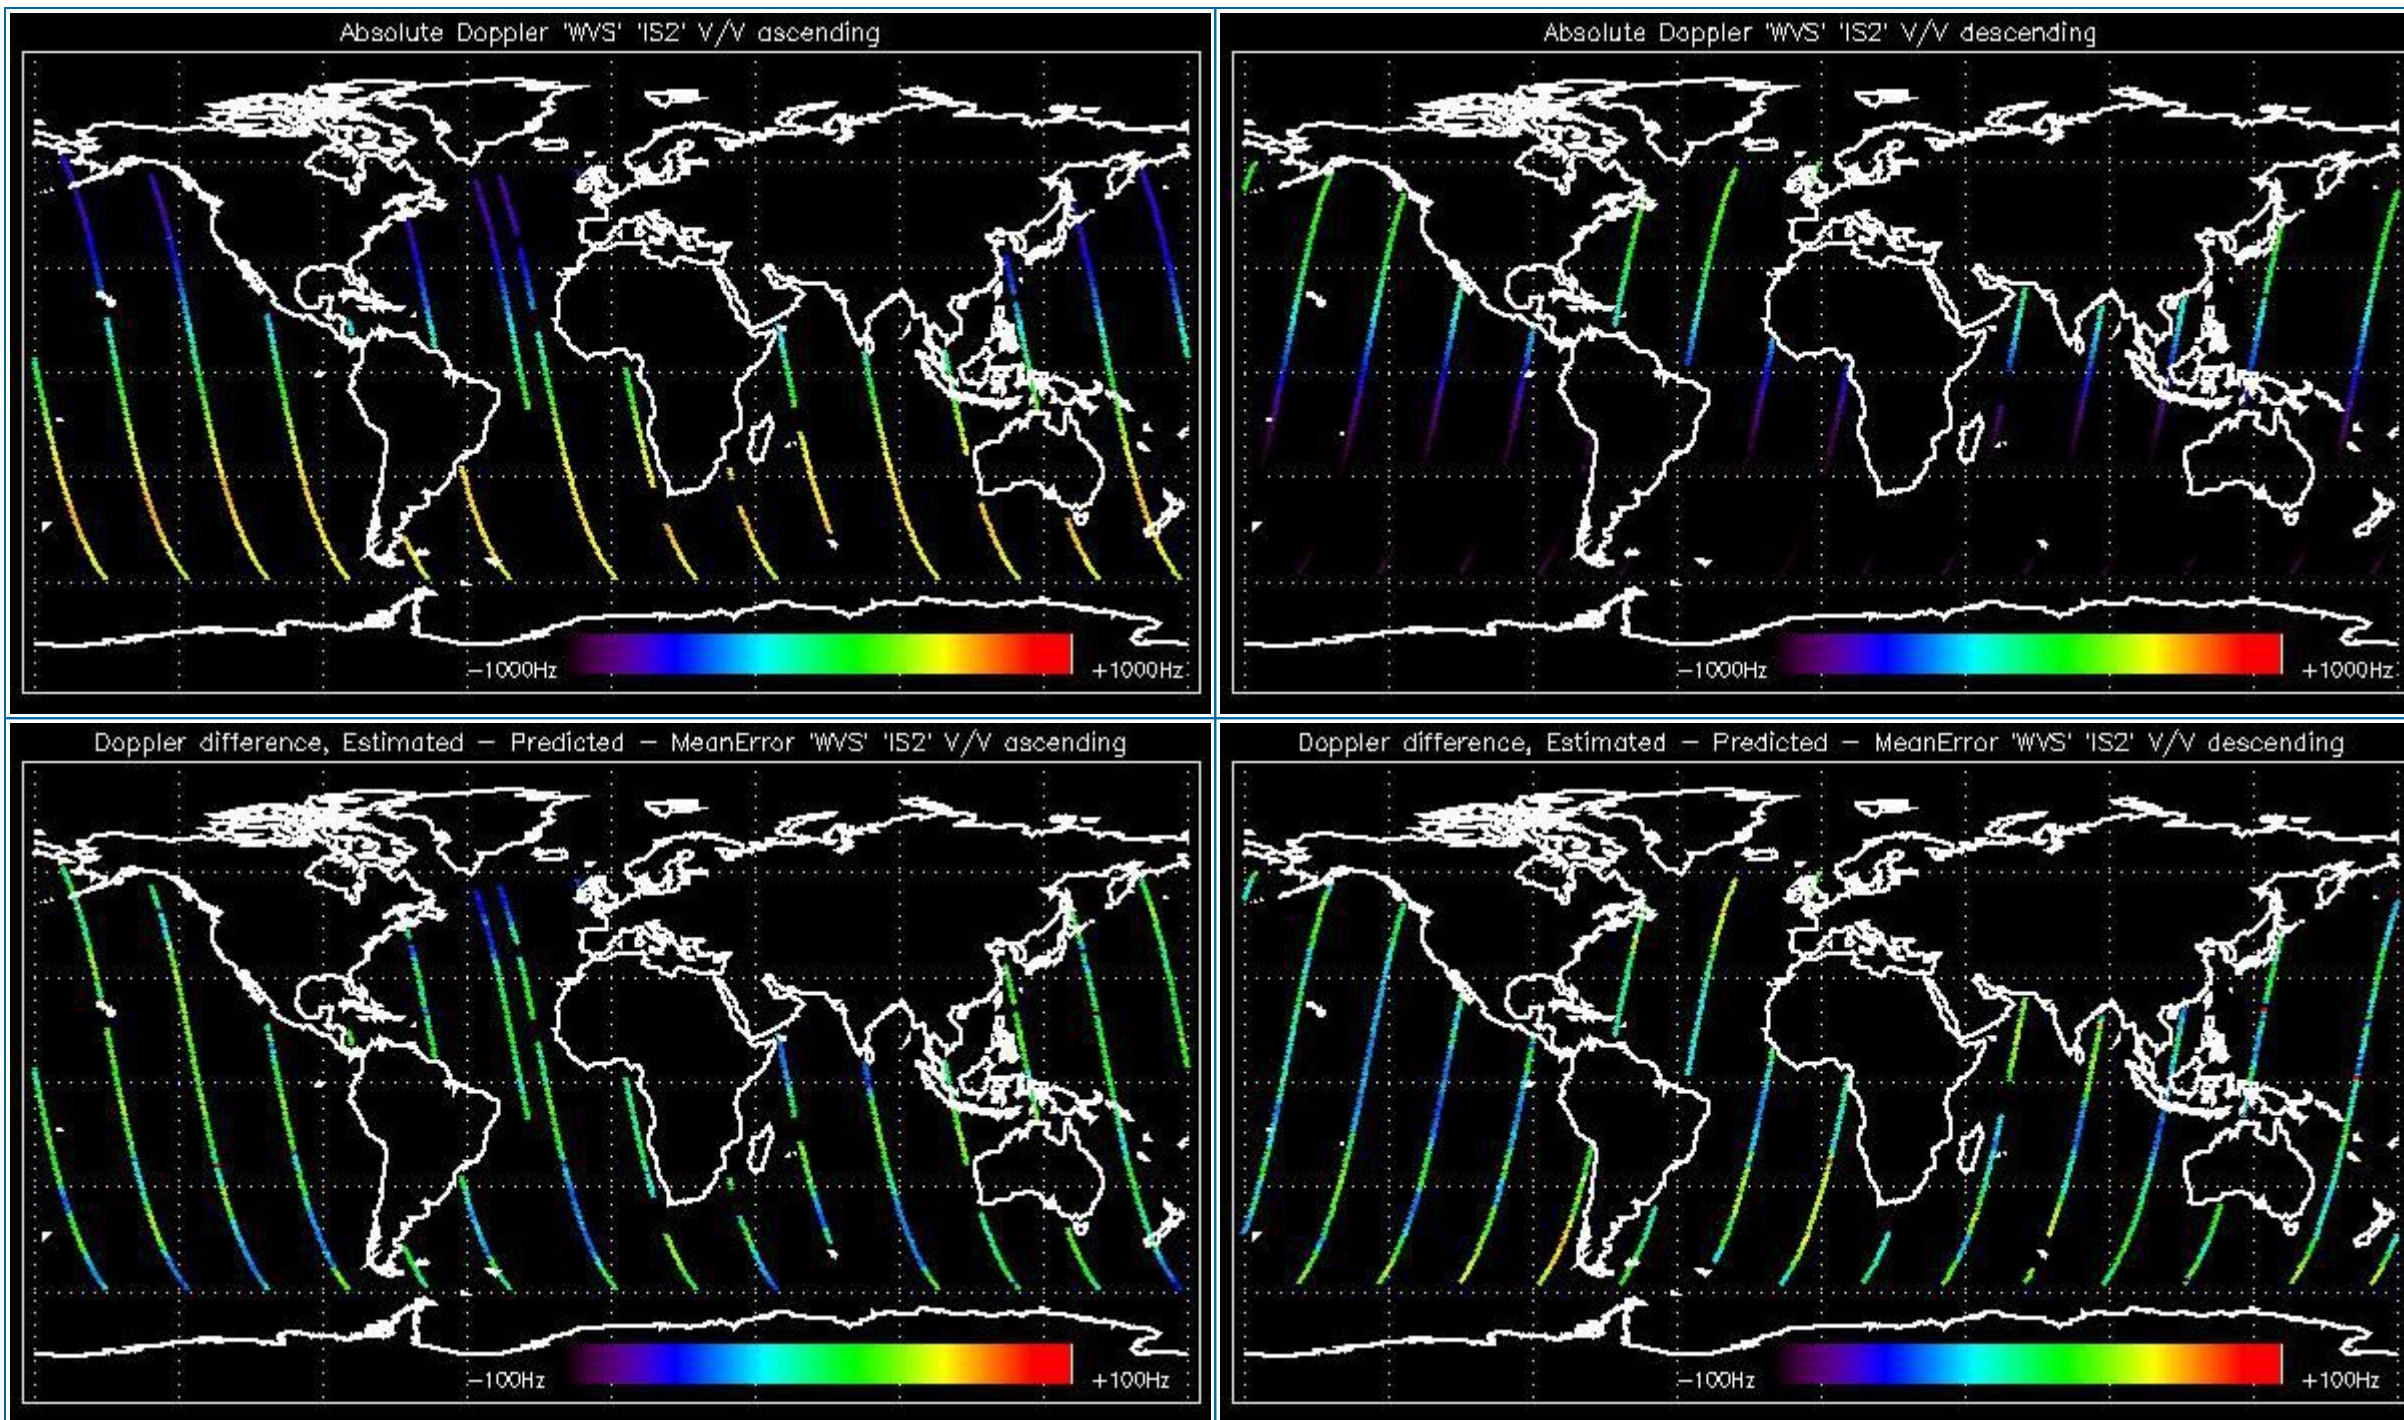 Absolute Doppler 'WVS' 'IS2' V/V ascending
-1000Hz
+1000Hz
Absolute Doppler 'WVS' 'IS2' V/V descending
-1000Hz
+1000Hz
Doppler difference, Estimated - Predicted - MeanError 'WVS' 'IS2' V/V ascending
-100Hz
+100Hz
Doppler difference, Estimated - Predicted - MeanError 'WVS' 'IS2' V/V descending
-100Hz
+100Hz